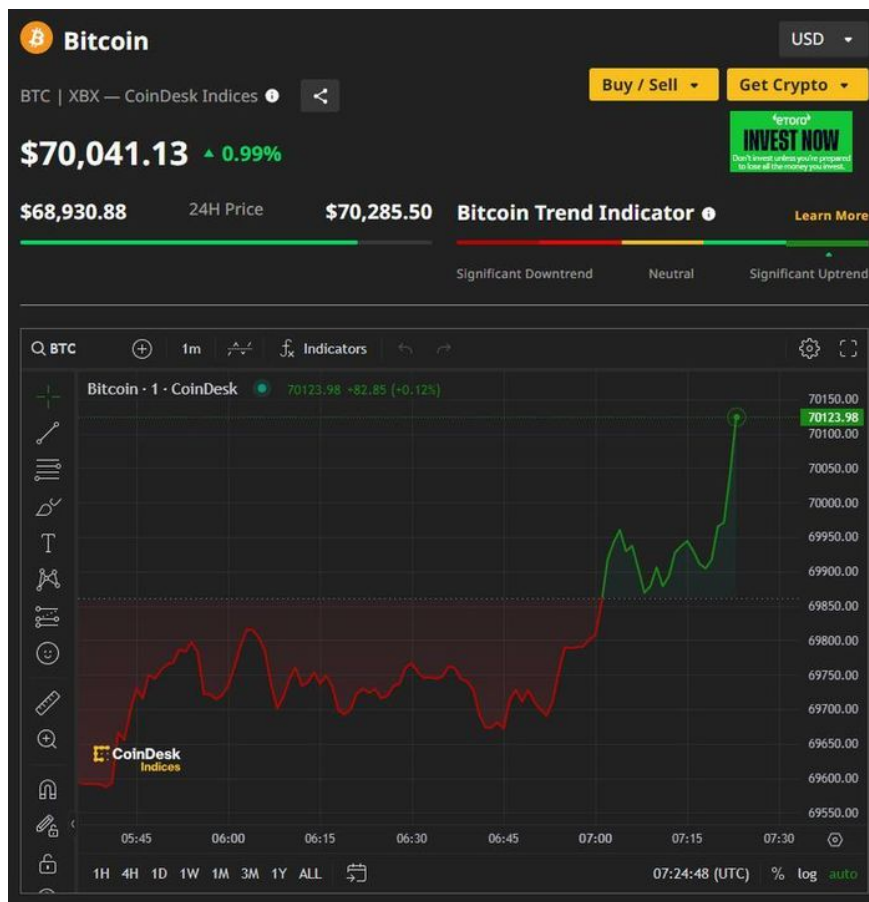 Bitcoin
USD
BTC | XBX — CoinDesk Indices
Buy / Sell
Get Crypto
$70,041.13 ▲ 0.99%
eToro
INVEST NOW
Don't invest unless you're prepared
to lose all the money you invest.
$68,930.88 24H Price $70,285.50
Bitcoin Trend Indicator
Learn More
Significant Downtrend Neutral Significant Uptrend
BTC 1m Indicators
Bitcoin · 1 · CoinDesk 70123.98 +82.85 (+0.12%)
70150.00
70123.98
70100.00
70050.00
70000.00
69950.00
69900.00
69850.00
69800.00
69750.00
69700.00
69650.00
69600.00
69550.00
CoinDesk
Indices
05:45 06:00 06:15 06:30 06:45 07:00 07:15 07:30
1H 4H 1D 1W 1M 3M 1Y ALL 07:24:48 (UTC) % log auto